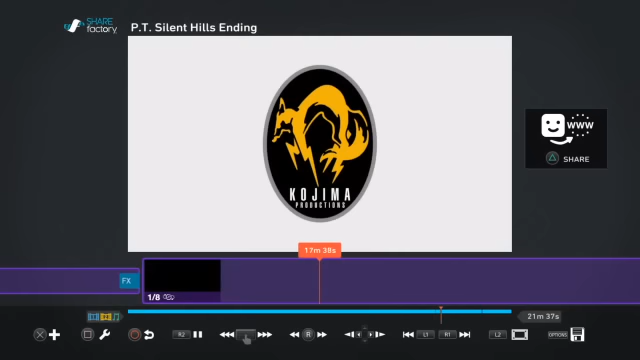 SHARE
factory
P.T. Silent Hills Ending
KOJIMA
PRODUCTIONS
WWW
SHARE
17m 38s
FX
1/8
21m 37s
R2
R
L1
R1
L2
OPTIONS